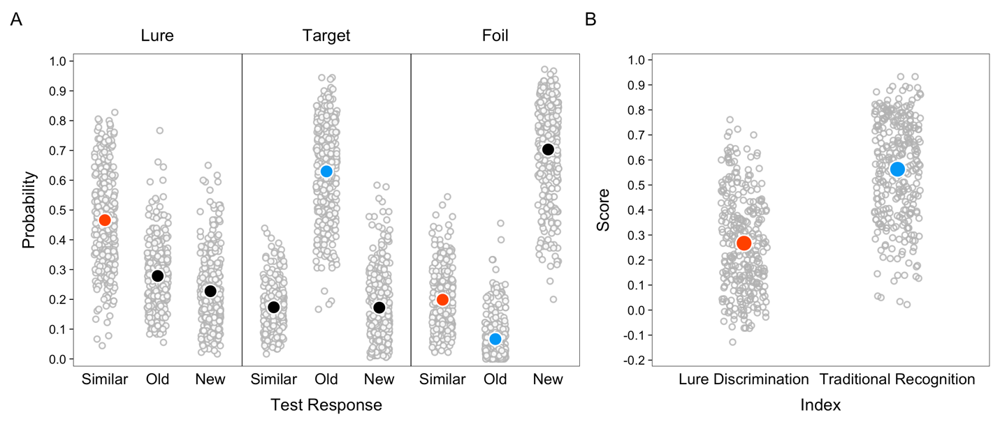 A
Lure Target Foil
Probability
1.0
0.9
0.8
0.7
0.6
0.5
0.4
0.3
0.2
0.1
0.0
Similar Old New Similar Old New Similar Old New
Test Response
B
Score
1.0
0.9
0.8
0.7
0.6
0.5
0.4
0.3
0.2
0.1
0.0
-0.1
-0.2
Lure Discrimination Traditional Recognition
Index